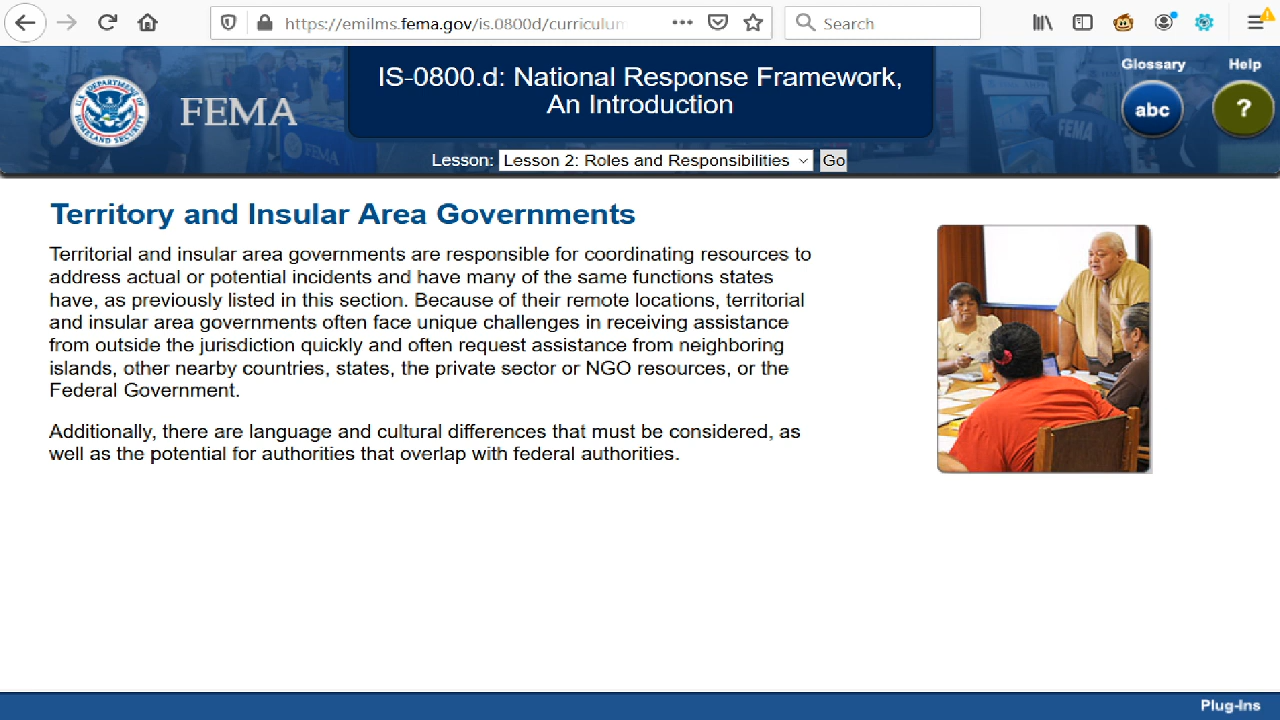 https://emilms.fema.gov/is.0800d/curriculum
Search
Glossary
Help
FEMA
IS-0800.d: National Response Framework,
An Introduction
abc
?
Lesson: Lesson 2: Roles and Responsibilities Go
Territory and Insular Area Governments
Territorial and insular area governments are responsible for coordinating resources to
address actual or potential incidents and have many of the same functions states
have, as previously listed in this section. Because of their remote locations, territorial
and insular area governments often face unique challenges in receiving assistance
from outside the jurisdiction quickly and often request assistance from neighboring
islands, other nearby countries, states, the private sector or NGO resources, or the
Federal Government.
Additionally, there are language and cultural differences that must be considered, as
well as the potential for authorities that overlap with federal authorities.
Plug-Ins